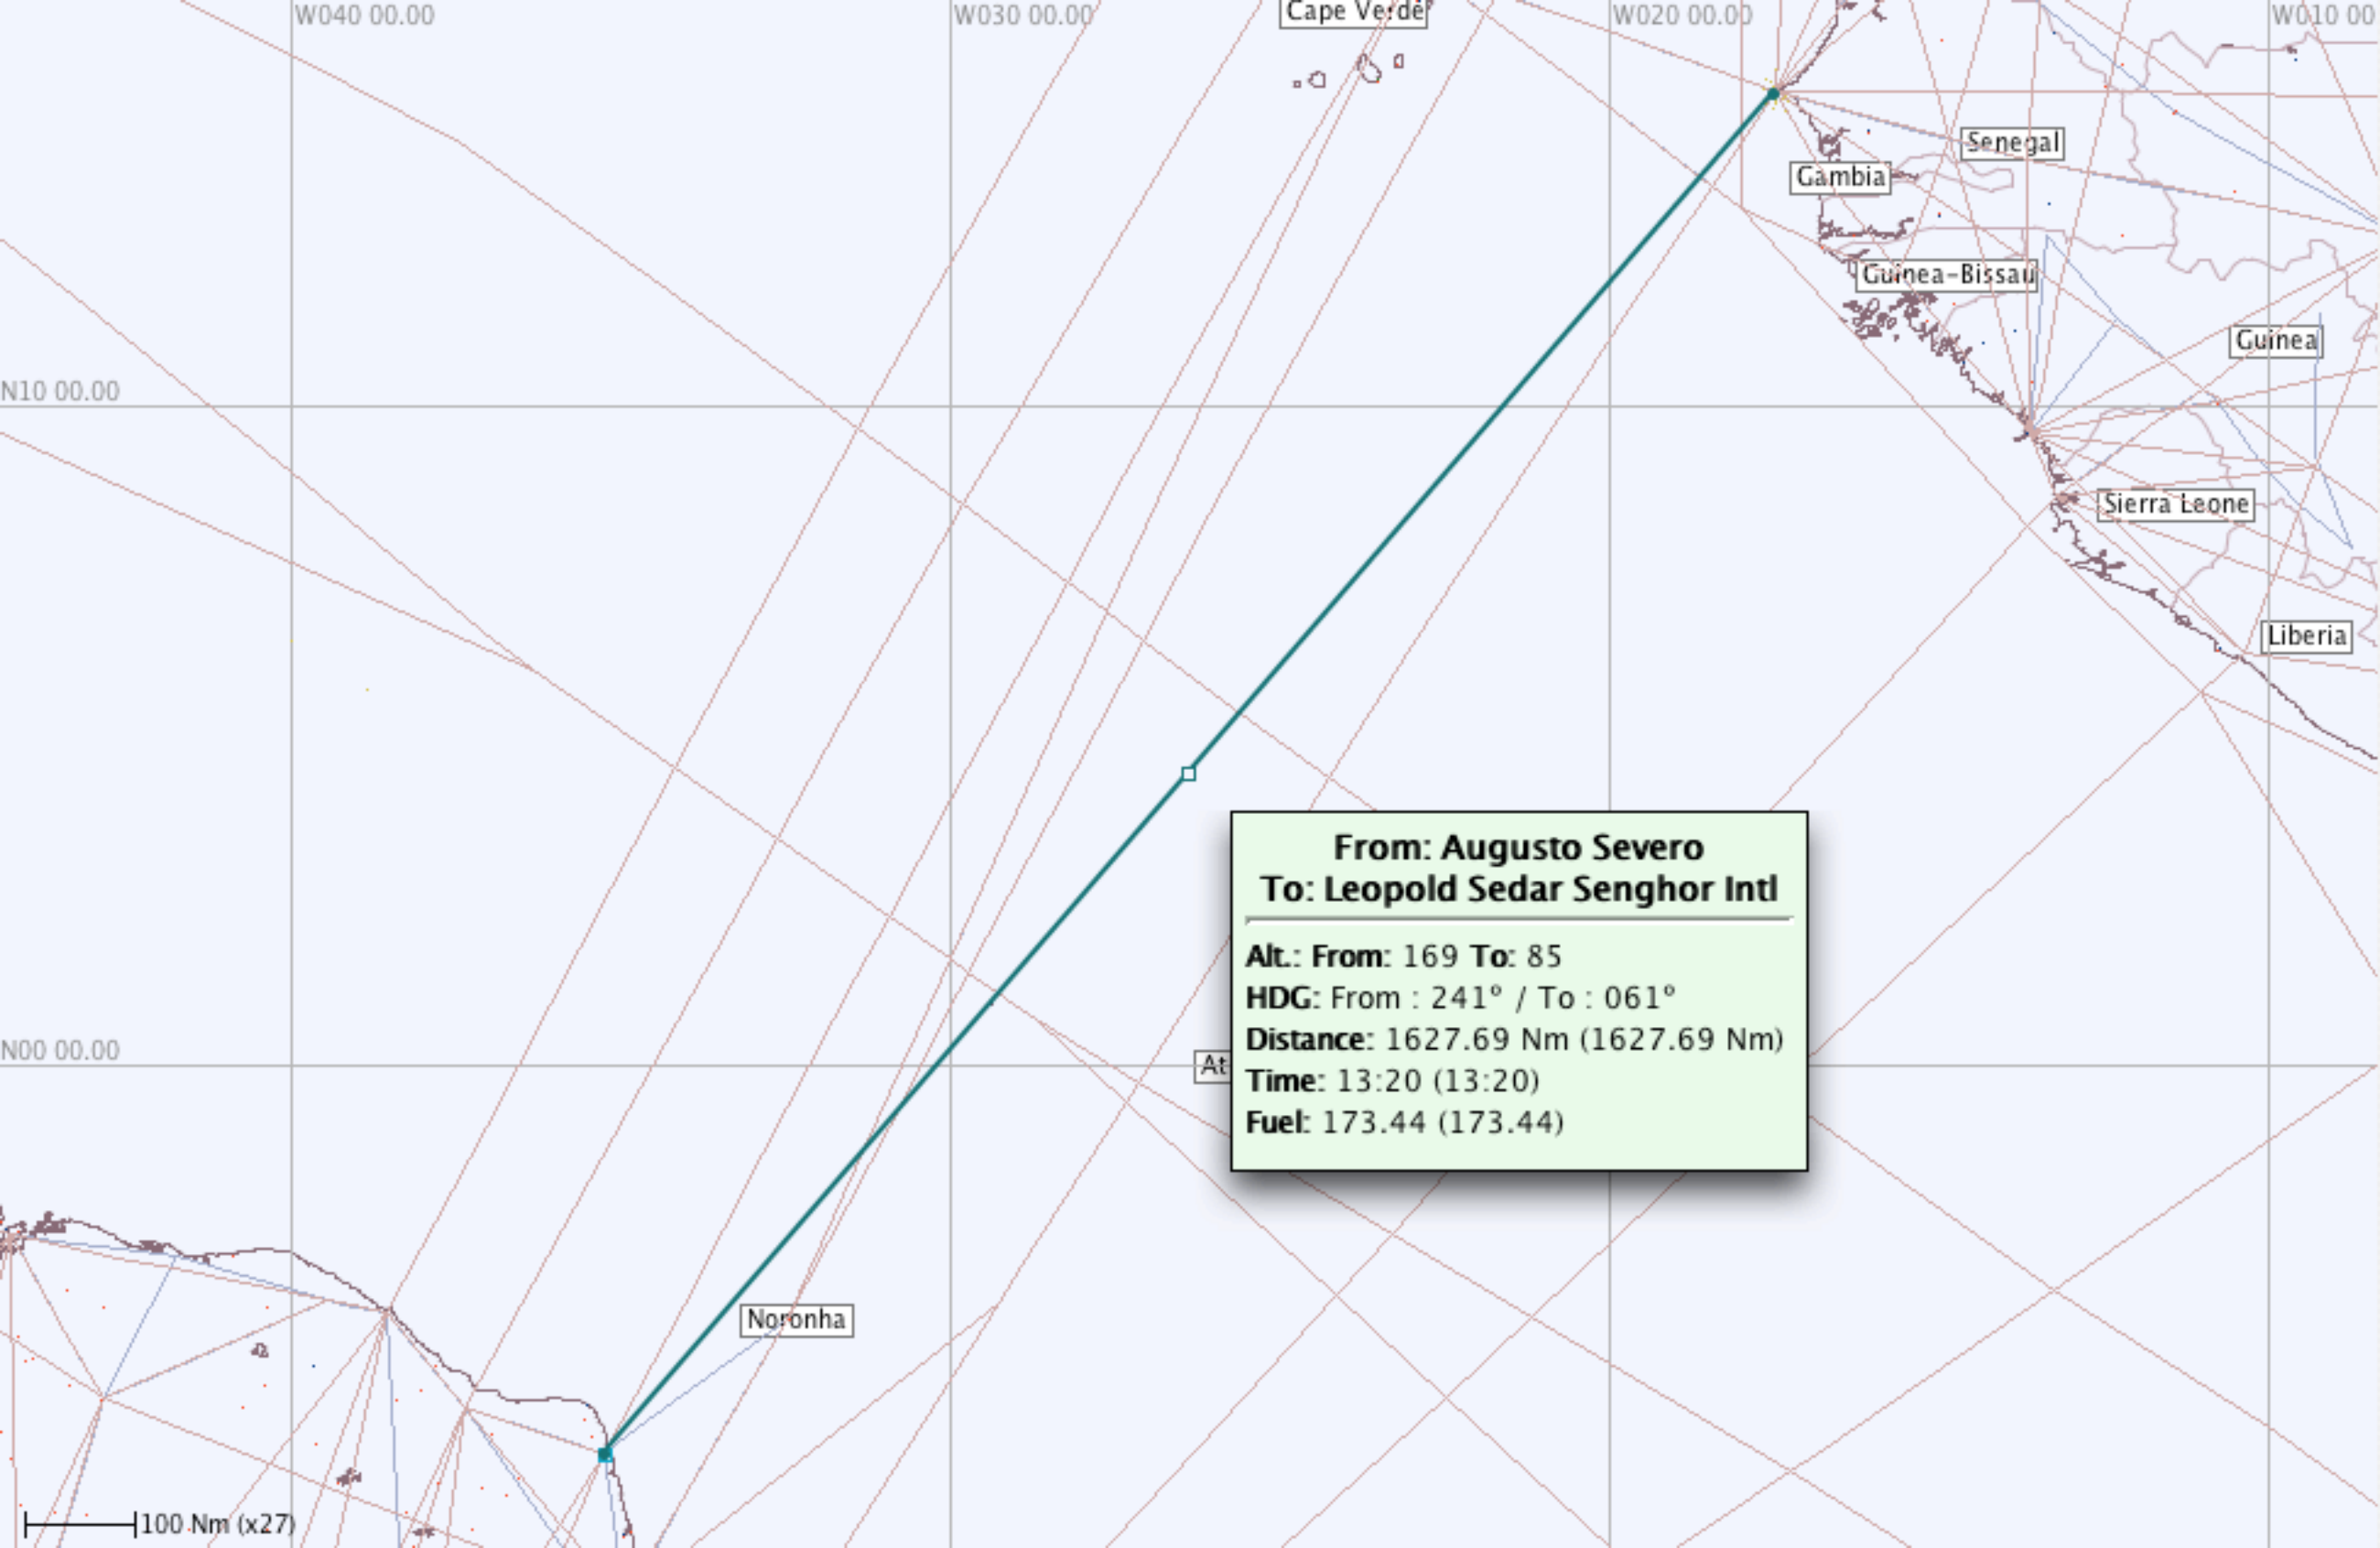 W040 00.00
W030 00.00
Cape Verde
W020 00.00
W010 00
Senegal
Gambia
Guinea-Bissau
Guinea
N10 00.00
Sierra Leone
Liberia
From: Augusto Severo
To: Leopold Sedar Senghor Intl
Alt.: From: 169 To: 85
HDG: From : 241° / To : 061°
Distance: 1627.69 Nm (1627.69 Nm)
Time: 13:20 (13:20)
Fuel: 173.44 (173.44)
N00 00.00
At
Noronha
100 Nm (x27)